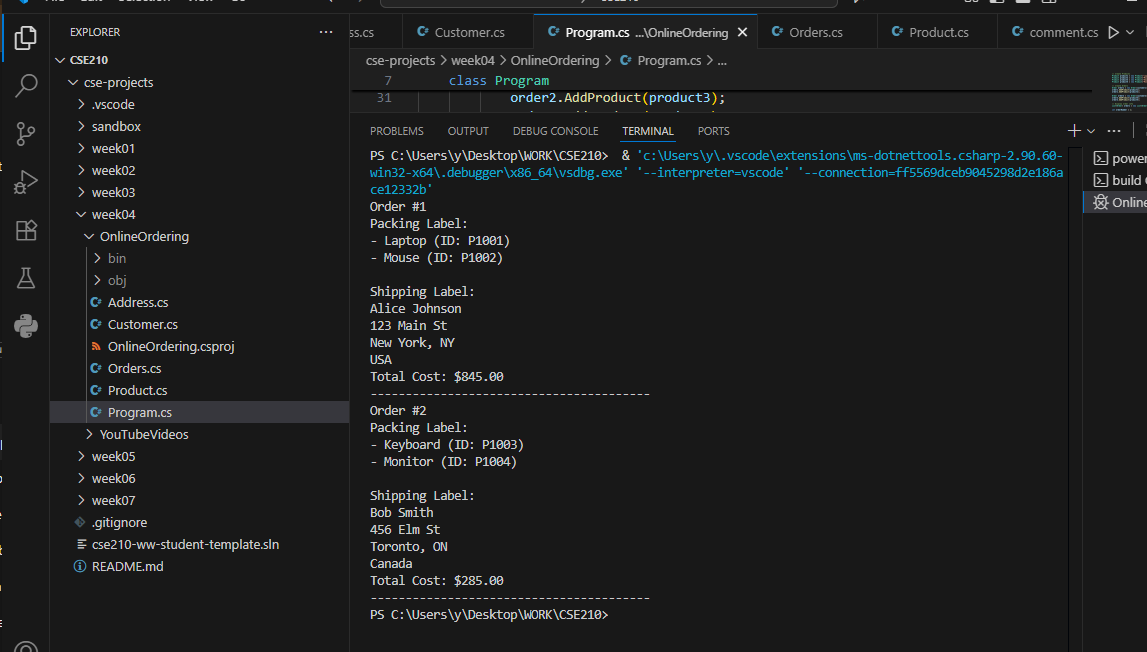 EXPLORER
CSE210
cse-projects
.vscode
sandbox
week01
week02
week03
week04
OnlineOrdering
bin
obj
Address.cs
Customer.cs
OnlineOrdering.csproj
Orders.cs
Product.cs
Program.cs
YouTubeVideos
week05
week06
week07
.gitignore
cse210-ww-student-template.sln
README.md
ss.cs Customer.cs Program.cs ...\OnlineOrdering Orders.cs Product.cs comment.cs
cse-projects > week04 > OnlineOrdering > Program.cs > ...
7 class Program
31 order2.AddProduct(product3);
PROBLEMS OUTPUT DEBUG CONSOLE TERMINAL PORTS
PS C:\Users\y\Desktop\WORK\CSE210> & 'c:\Users\y\.vscode\extensions\ms-dotnettools.csharp-2.90.60-
win32-x64\.debugger\x86_64\vsdbg.exe' '--interpreter=vscode' '--connection=ff5569dceb9045298d2e186a
ce12332b'
Order #1
Packing Label:
- Laptop (ID: P1001)
- Mouse (ID: P1002)
Shipping Label:
Alice Johnson
123 Main St
New York, NY
USA
Total Cost: $845.00
----------------------------------------
Order #2
Packing Label:
- Keyboard (ID: P1003)
- Monitor (ID: P1004)
Shipping Label:
Bob Smith
456 Elm St
Toronto, ON
Canada
Total Cost: $285.00
----------------------------------------
PS C:\Users\y\Desktop\WORK\CSE210>
power
build
Online